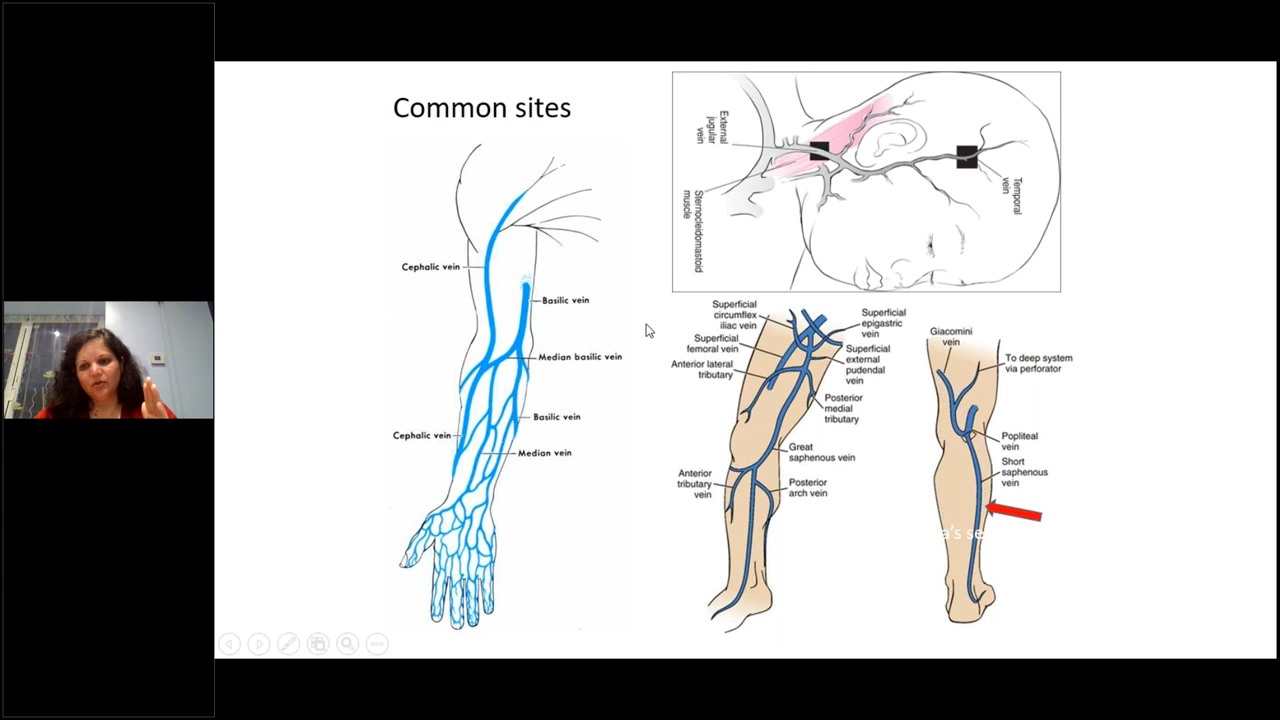 Common sites
Cephalic vein
Basilic vein
Median basilic vein
Basilic vein
Cephalic vein
Median vein
External
jugular
vein
Sternocleidomastoid
muscle
Temporal
vein
Superficial
circumflex
iliac vein
Superficial
femoral vein
Anterior lateral
tributary
Superficial
epigastric
vein
Superficial
external
pudendal
vein
Posterior
medial
tributary
Great
saphenous vein
Anterior
tributary
vein
Posterior
arch vein
Giacomini
vein
To deep system
via perforator
Popliteal
vein
Short
saphenous
vein